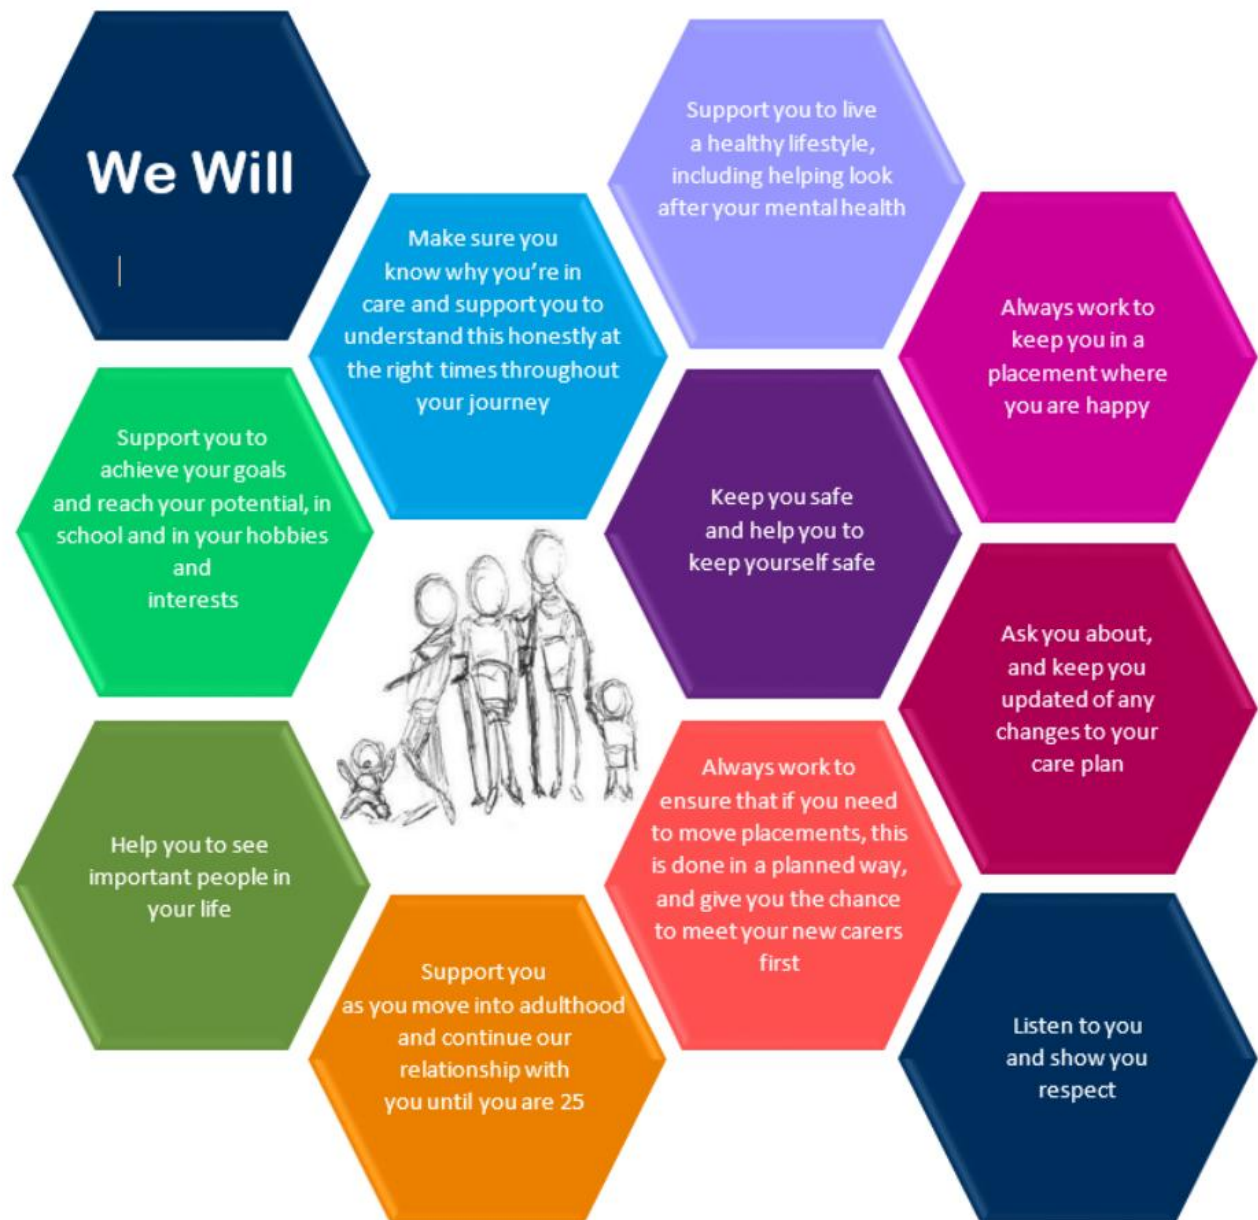 We Will
Support you to live
a healthy lifestyle,
including helping look
after your mental health
Make sure you
know why you're in
care and support you to
understand this honestly at
the right times throughout
your journey
Always work to
keep you in a
placement where
you are happy
Support you to
achieve your goals
and reach your potential, in
school and in your hobbies
and
interests
Keep you safe
and help you to
keep yourself safe
Ask you about,
and keep you
updated of any
changes to your
care plan
Help you to see
important people in
your life
Always work to
ensure that if you need
to move placements, this
is done in a planned way,
and give you the chance
to meet your new carers
first
Support you
as you move into adulthood
and continue our
relationship with
you until you are 25
Listen to you
and show you
respect